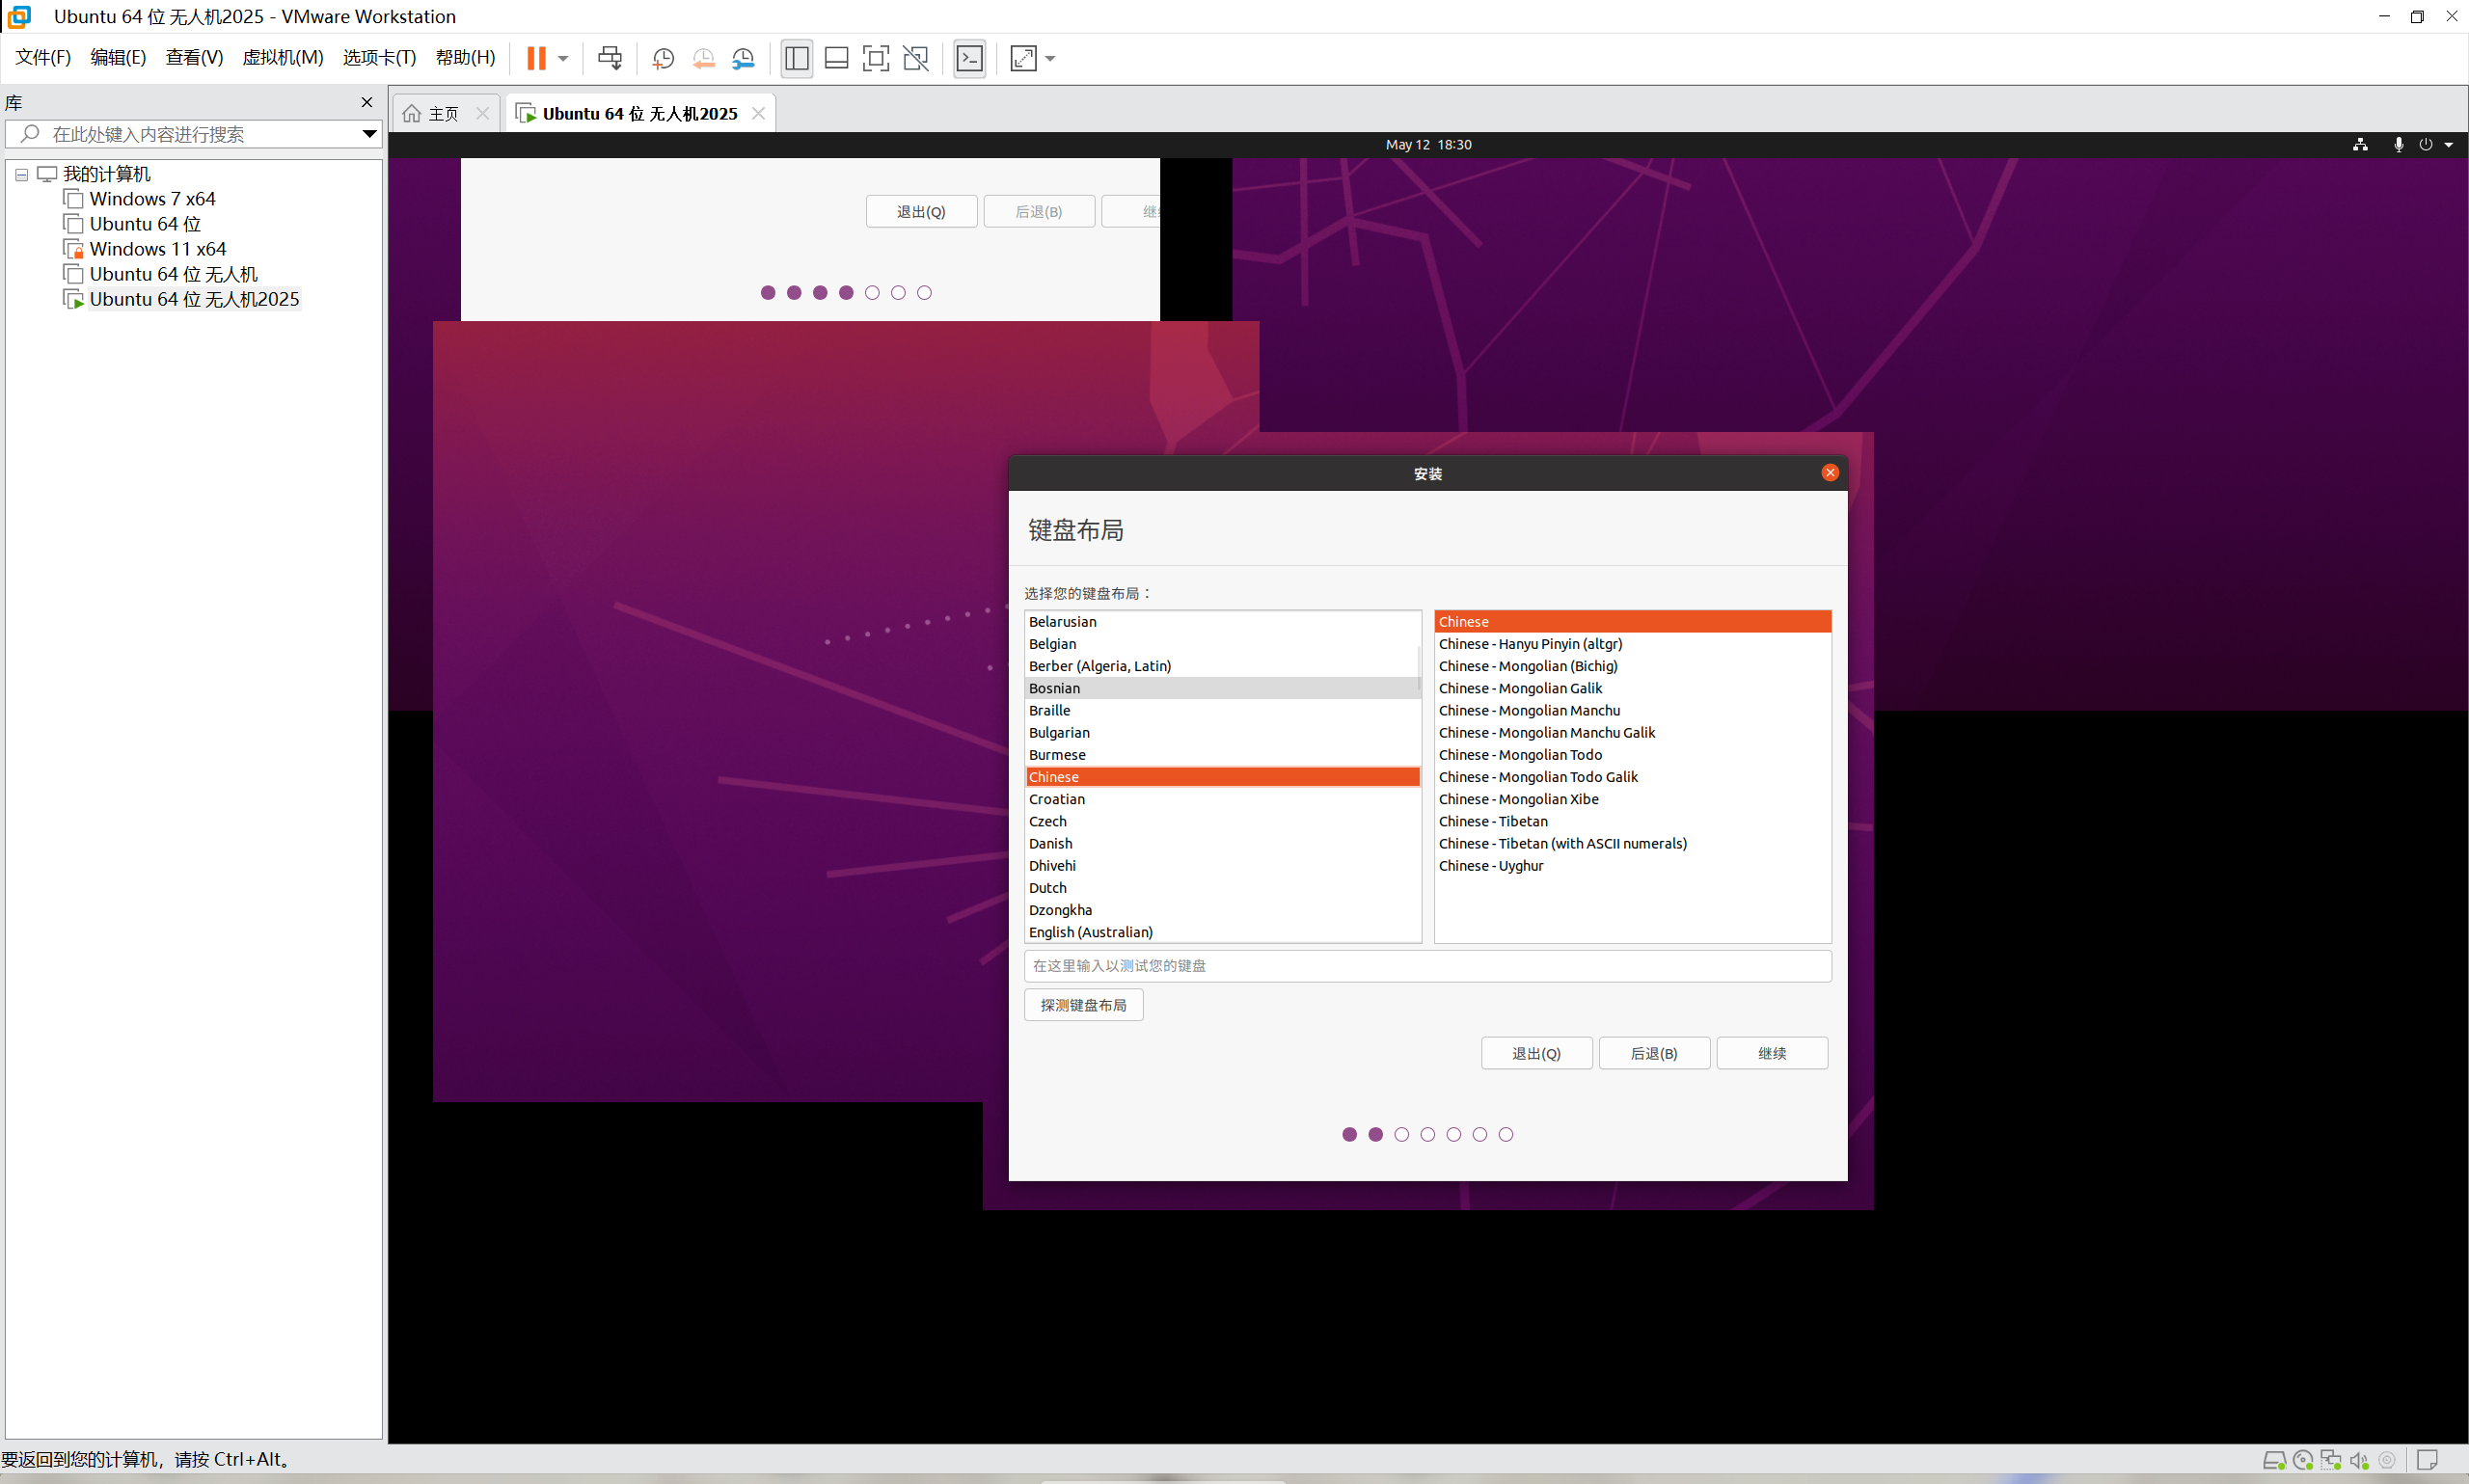 Ubuntu 64 位 无人机2025 - VMware Workstation
文件(F) 编辑(E) 查看(V) 虚拟机(M) 选项卡(T) 帮助(H)
库
在此处键入内容进行搜索
我的计算机
Windows 7 x64
Ubuntu 64 位
Windows 11 x64
Ubuntu 64 位 无人机
Ubuntu 64 位 无人机2025
主页
Ubuntu 64 位 无人机2025
May 12 18:30
退出(Q) 后退(B)
安装
键盘布局
选择您的键盘布局：
Belarusian
Belgian
Berber (Algeria, Latin)
Bosnian
Braille
Bulgarian
Burmese
Chinese
Croatian
Czech
Danish
Dhivehi
Dutch
Dzongkha
English (Australian)
Chinese
Chinese - Hanyu Pinyin (altgr)
Chinese - Mongolian (Bichig)
Chinese - Mongolian Galik
Chinese - Mongolian Manchu
Chinese - Mongolian Manchu Galik
Chinese - Mongolian Todo
Chinese - Mongolian Todo Galik
Chinese - Mongolian Xibe
Chinese - Tibetan
Chinese - Tibetan (with ASCII numerals)
Chinese - Uyghur
在这里输入以测试您的键盘
探测键盘布局
退出(Q) 后退(B) 继续
要返回到您的计算机，请按 Ctrl+Alt。